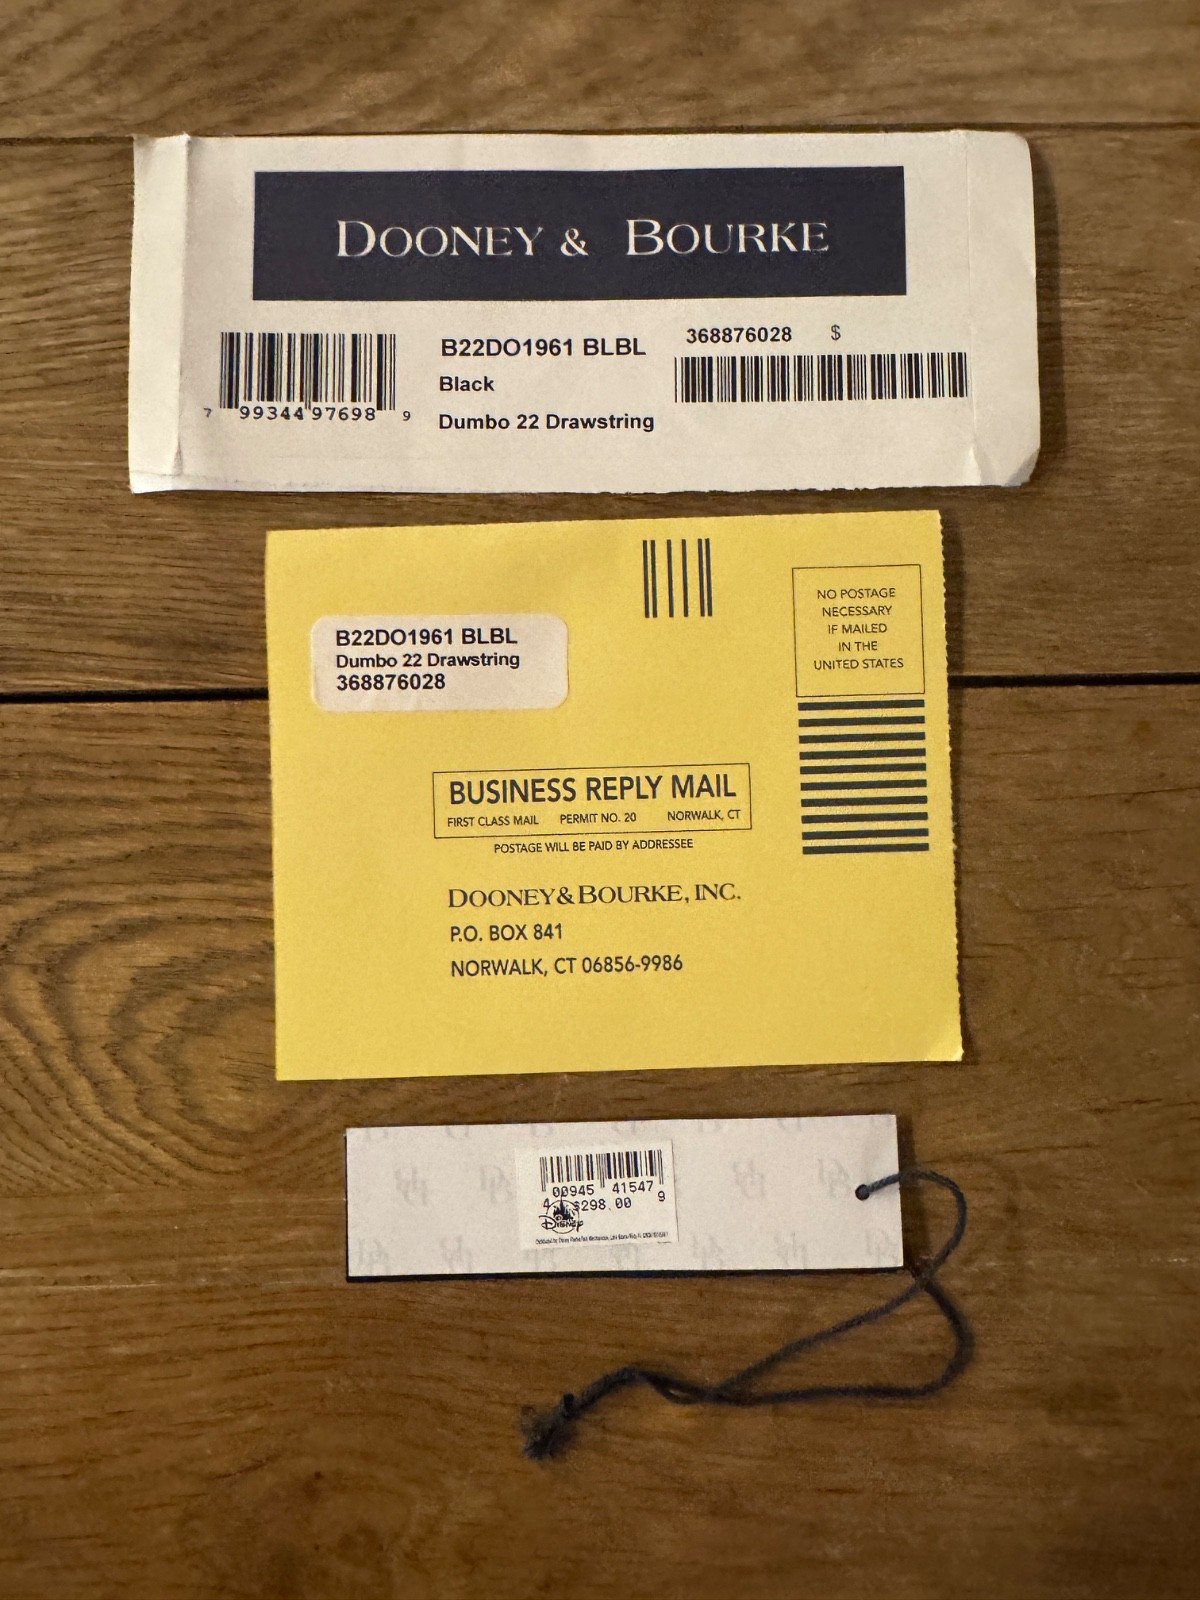 DOONEY & BOURKE
368876028 $
B22DO1961 BLBL
Black
7 99344 97698 9
Dumbo 22 Drawstring
NO POSTAGE
NECESSARY
IF MAILED
IN THE
UNITED STATES
B22DO1961 BLBL
Dumbo 22 Drawstring
368876028
BUSINESS REPLY MAIL
FIRST CLASS MAIL PERMIT NO. 20 NORWALK, CT
POSTAGE WILL BE PAID BY ADDRESSEE
DOONEY & BOURKE, INC.
P.O. BOX 841
NORWALK, CT 06856-9986
4 00945 41547 9
$298.00
Disney